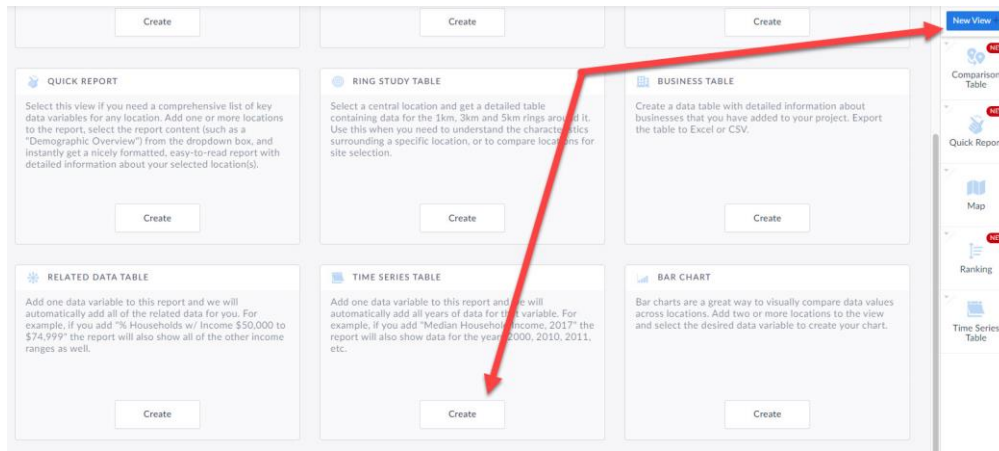 Create
Create
Create
New View
QUICK REPORT
Select this view if you need a comprehensive list of key
data variables for any location. Add one or more locations
to the report, select the report content (such as a
"Demographic Overview") from the dropdown box, and
instantly get a nicely formatted, easy-to-read report with
detailed information about your selected location(s).
Create
RING STUDY TABLE
Select a central location and get a detailed table
containing data for the 1km, 3km and 5km rings around it.
Use this when you need to understand the characteristics
surrounding a specific location, or to compare locations for
site selection.
Create
BUSINESS TABLE
Create a data table with detailed information about
businesses that you have added to your project. Export
the table to Excel or CSV.
Create
RELATED DATA TABLE
Add one data variable to this report and we will
automatically add all of the related data for you. For
example, if you add "% Households w/ Income $50,000 to
$74,999" the report will also show all of the other income
ranges as well.
Create
TIME SERIES TABLE
Add one data variable to this report and we will
automatically add all years of data for that variable. For
example, if you add "Median Household Income, 2017" the
report will also show data for the years 2000, 2010, 2011,
etc.
Create
BAR CHART
Bar charts are a great way to visually compare data values
across locations. Add two or more locations to the view
and select the desired data variable to create your chart.
Create
NE
Comparison
Table
NE
Quick Repor
Map
NE
Ranking
Time Series
Table